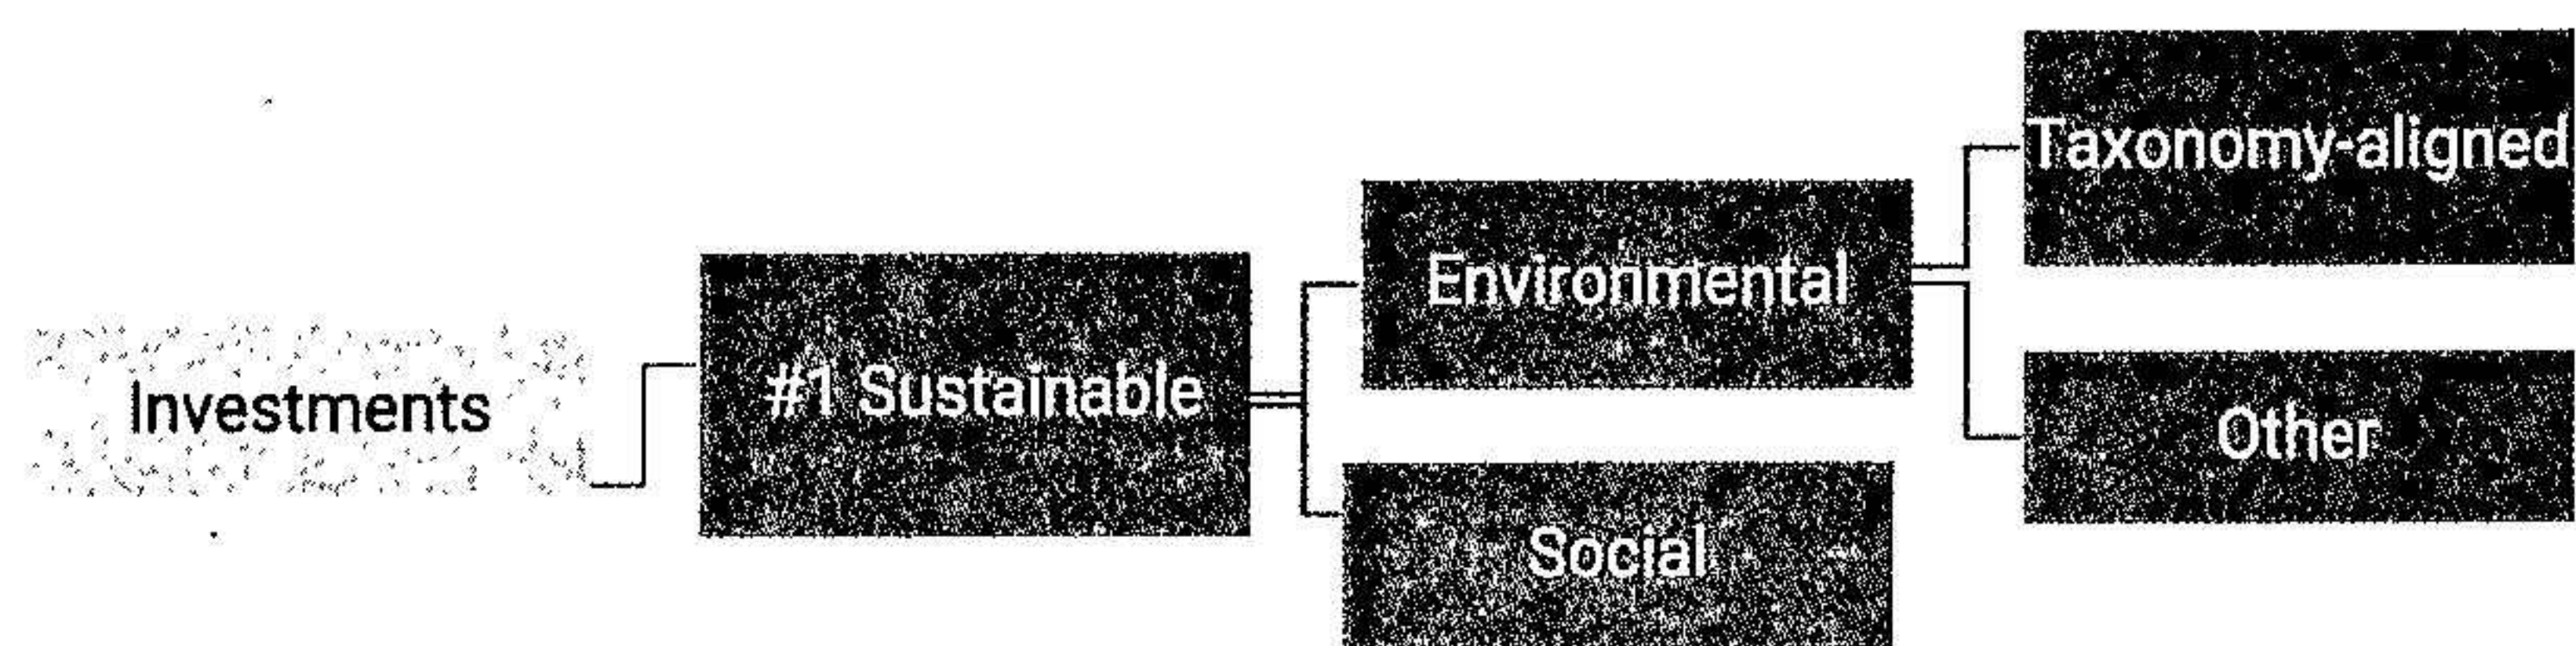 Investments
#1 Sustainable
Environmental
Social
Taxonomy-aligned
Other